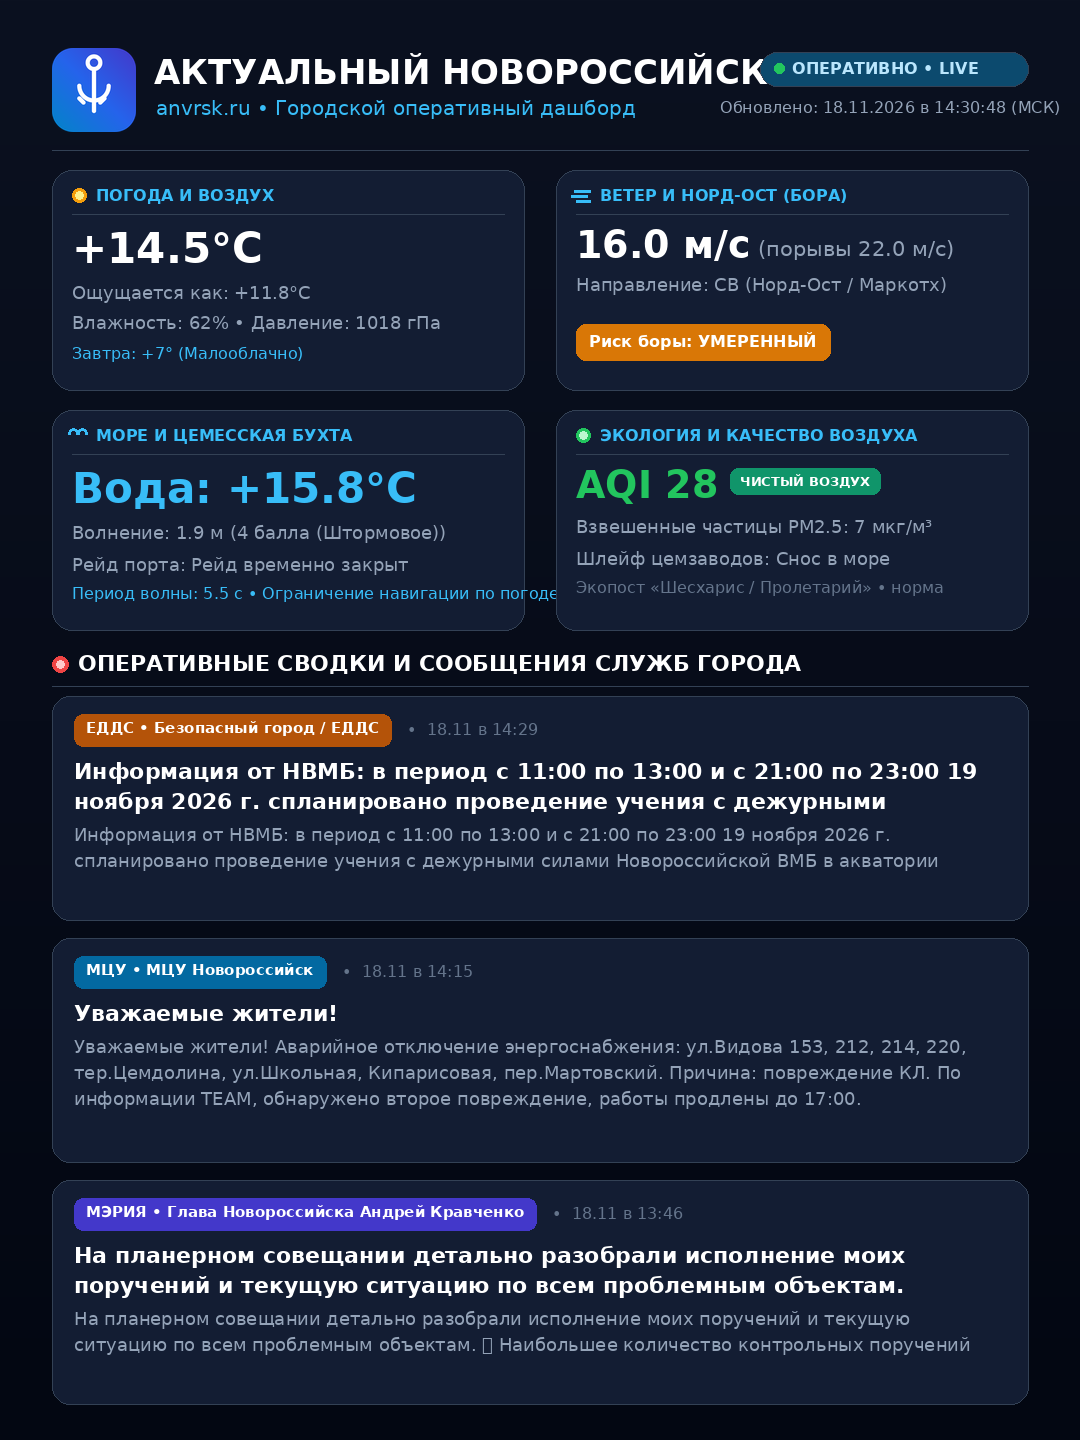 АКТУАЛЬНЫЙ НОВОРОССИЙСК
ОПЕРАТИВНО • LIVE
anvrsk.ru • Городской оперативный дашборд
Обновлено: 18.11.2026 в 14:30:48 (МСК)
ПОГОДА И ВОЗДУХ
+14.5°C
Ощущается как: +11.8°C
Влажность: 62% • Давление: 1018 гПа
Завтра: +7° (Малооблачно)
ВЕТЕР И НОРД-ОСТ (БОРА)
16.0 м/с (порывы 22.0 м/с)
Направление: СВ (Норд-Ост / Маркотх)
Риск боры: УМЕРЕННЫЙ
МОРЕ И ЦЕМЕССКАЯ БУХТА
Вода: +15.8°C
Волнение: 1.9 м (4 балла (Штормовое))
Рейд порта: Рейд временно закрыт
Период волны: 5.5 с • Ограничение навигации по погоде
ЭКОЛОГИЯ И КАЧЕСТВО ВОЗДУХА
AQI 28 ЧИСТЫЙ ВОЗДУХ
Взвешенные частицы PM2.5: 7 мкг/м³
Шлейф цемзаводов: Снос в море
Экопост «Шесхарис / Пролетарий» • норма
ОПЕРАТИВНЫЕ СВОДКИ И СООБЩЕНИЯ СЛУЖБ ГОРОДА
ЕДДС • Безопасный город / ЕДДС • 18.11 в 14:29
Информация от НВМБ: в период с 11:00 по 13:00 и с 21:00 по 23:00 19
ноября 2026 г. спланировано проведение учения с дежурными
Информация от НВМБ: в период с 11:00 по 13:00 и с 21:00 по 23:00 19 ноября 2026 г.
спланировано проведение учения с дежурными силами Новороссийской ВМБ в акватории
МЦУ • МЦУ Новороссийск • 18.11 в 14:15
Уважаемые жители!
Уважаемые жители! Аварийное отключение энергоснабжения: ул.Видова 153, 212, 214, 220,
тер.Цемдолина, ул.Школьная, Кипарисовая, пер.Мартовский. Причина: повреждение КЛ. По
информации ТЕАМ, обнаружено второе повреждение, работы продлены до 17:00.
МЭРИЯ • Глава Новороссийска Андрей Кравченко • 18.11 в 13:46
На планерном совещании детально разобрали исполнение моих
поручений и текущую ситуацию по всем проблемным объектам.
На планерном совещании детально разобрали исполнение моих поручений и текущую
ситуацию по всем проблемным объектам. ▯ Наибольшее количество контрольных поручений